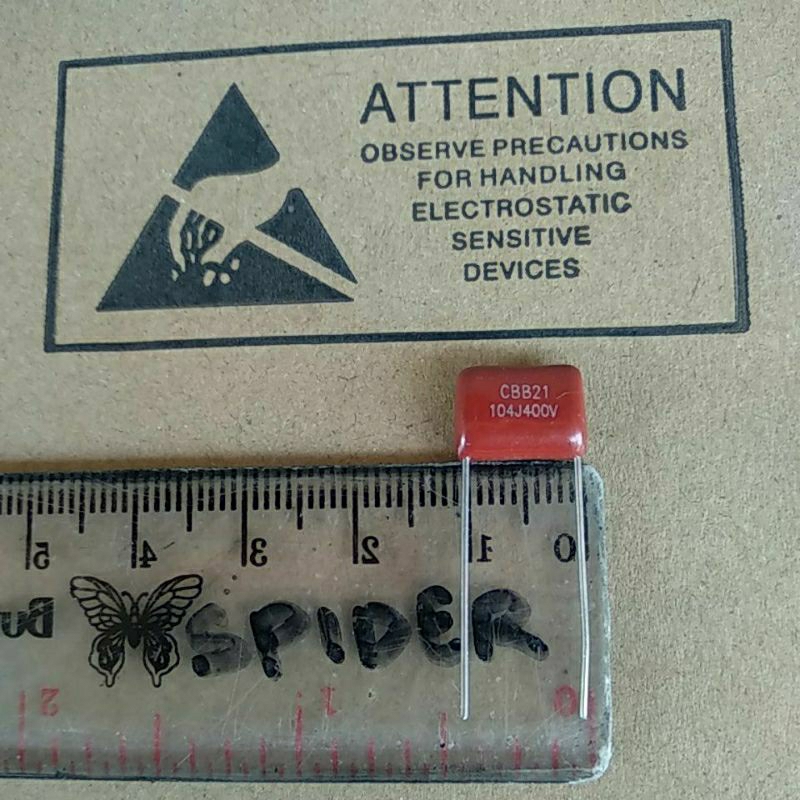 ATTENTION
OBSERVE PRECAUTIONS
FOR HANDLING
ELECTROSTATIC
SENSITIVE
DEVICES
CBB21
104J400V
5 4 3 2 1 0
SPIDER
2 1 0